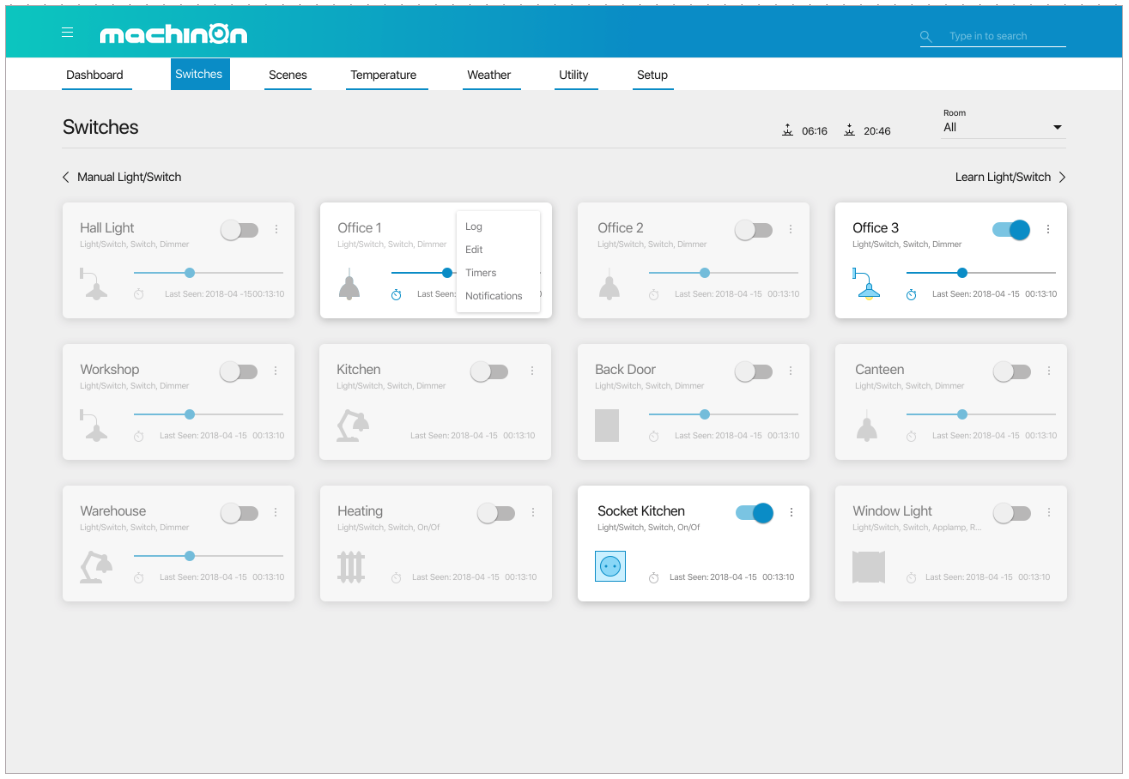 machinon
Type in to search
Dashboard
Switches
Scenes
Temperature
Weather
Utility
Setup
Switches
06:16
20:46
Room
All
Manual Light/Switch
Learn Light/Switch
Hall Light
Light/Switch, Switch, Dimmer
Last Seen: 2018-04 -1500:13:10
Office 1
Light/Switch, Switch, Dimmer
Last Seen:
Log
Edit
Timers
Notifications
Office 2
Light/Switch, Switch, Dimmer
Last Seen: 2018-04 -15 00:13:10
Office 3
Light/Switch, Switch, Dimmer
Last Seen: 2018-04 -15 00:13:10
Workshop
Light/Switch, Switch, Dimmer
Last Seen: 2018-04 -15 00:13:10
Kitchen
Light/Switch, Switch, Dimmer
Last Seen: 2018-04 -15 00:13:10
Back Door
Light/Switch, Switch, Dimmer
Last Seen: 2018-04 -15 00:13:10
Canteen
Light/Switch, Switch, Dimmer
Last Seen: 2018-04 -15 00:13:10
Warehouse
Light/Switch, Switch, Dimmer
Last Seen: 2018-04 -15 00:13:10
Heating
Light/Switch, Switch, On/Of
Last Seen: 2018-04 -15 00:13:10
Socket Kitchen
Light/Switch, Switch, On/Of
Last Seen: 2018-04 -15 00:13:10
Window Light
Light/Switch, Switch, Applamp, R...
Last Seen: 2018-04 -15 00:13:10